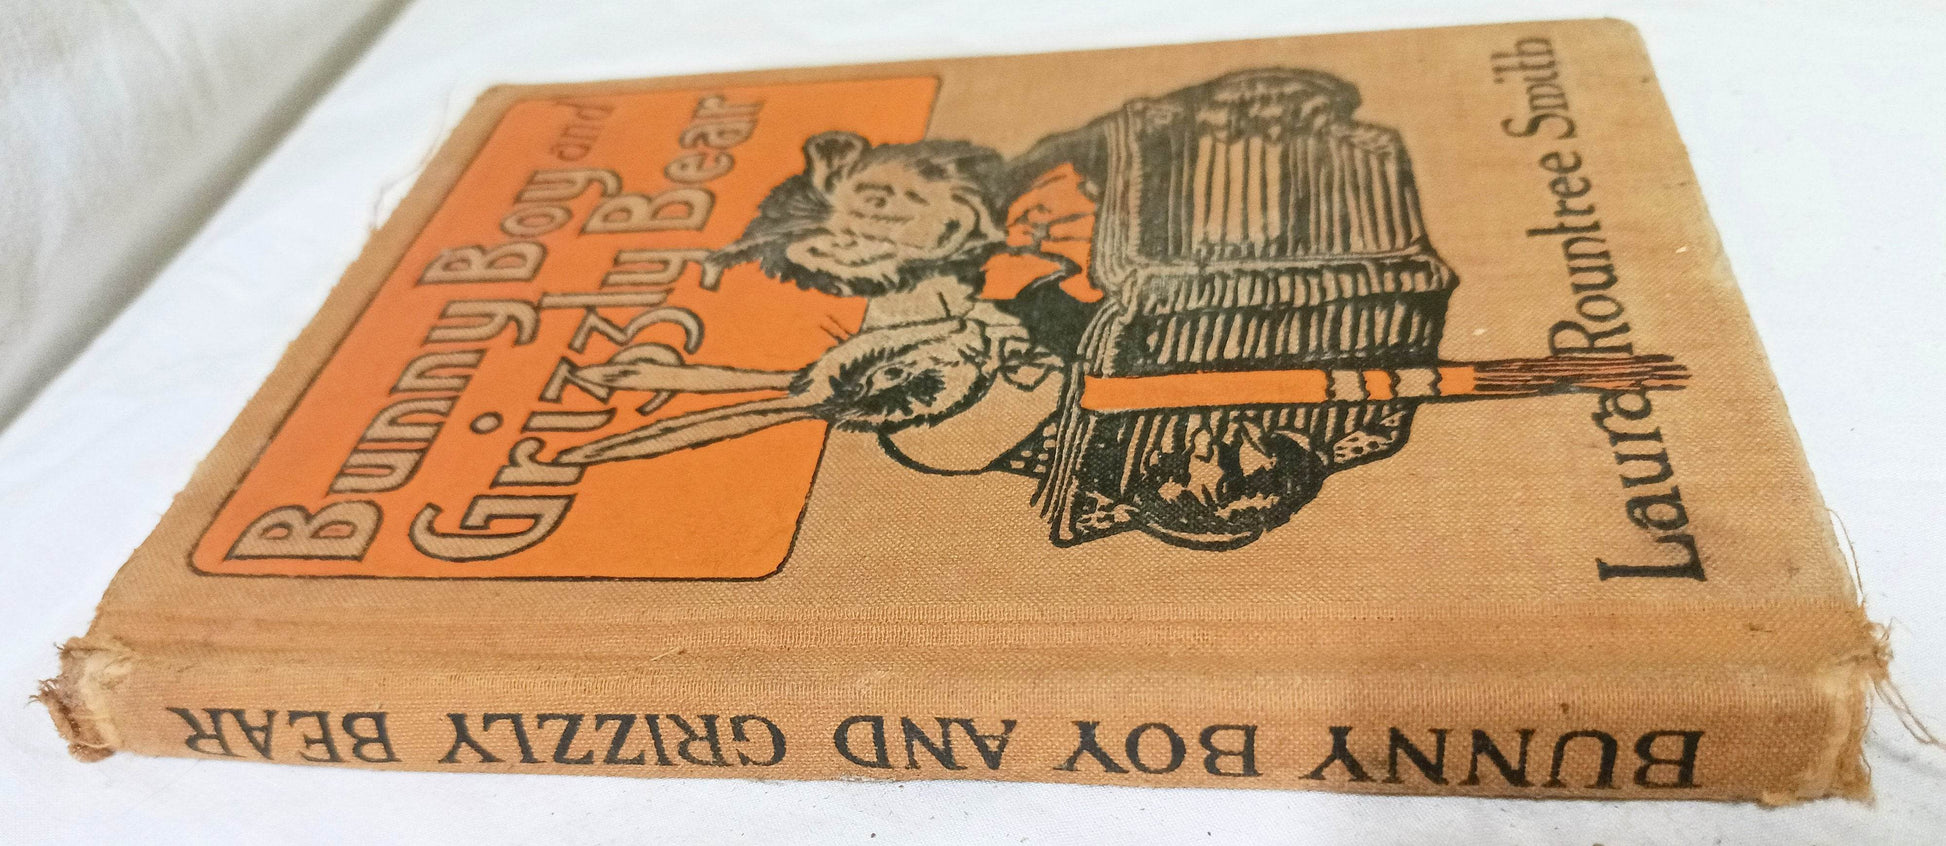 Bunny Boy and
Grizzly Bear
Laura Rountree Smith
BUNNY BOY AND GRIZZLY BEAR